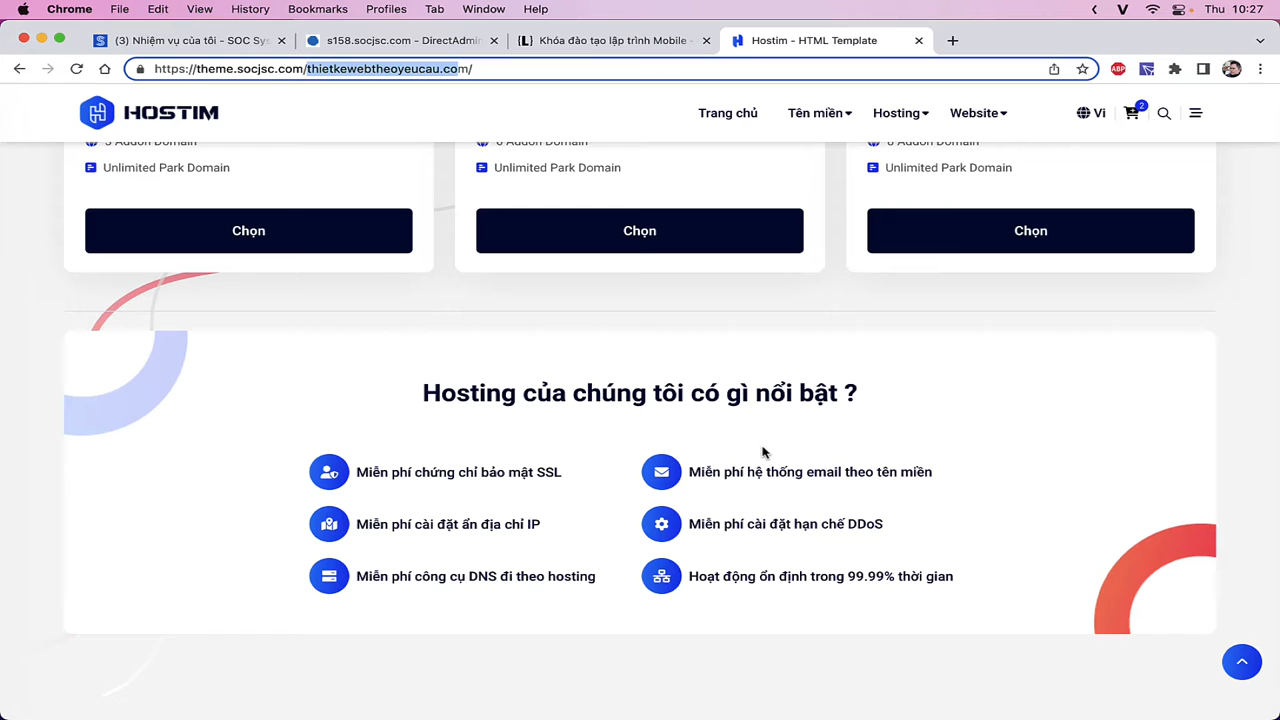 Chrome File Edit View History Bookmarks Profiles Tab Window Help Thu 10:27
(3) Nhiệm vụ của tôi - SOC Sys
s158.socjsc.com - DirectAdmin
Khóa đào tạo lập trình Mobile -
Hostim - HTML Template
https://theme.socjsc.com/thietkewebtheoyeucau.com/
ABP
HOSTIM
Trang chủ Tên miền Hosting Website Vi 2
Unlimited Park Domain
Unlimited Park Domain
Unlimited Park Domain
Chọn
Chọn
Chọn
Hosting của chúng tôi có gì nổi bật ?
Miễn phí chứng chỉ bảo mật SSL
Miễn phí hệ thống email theo tên miền
Miễn phí cài đặt ẩn địa chỉ IP
Miễn phí cài đặt hạn chế DDoS
Miễn phí công cụ DNS đi theo hosting
Hoạt động ổn định trong 99.99% thời gian